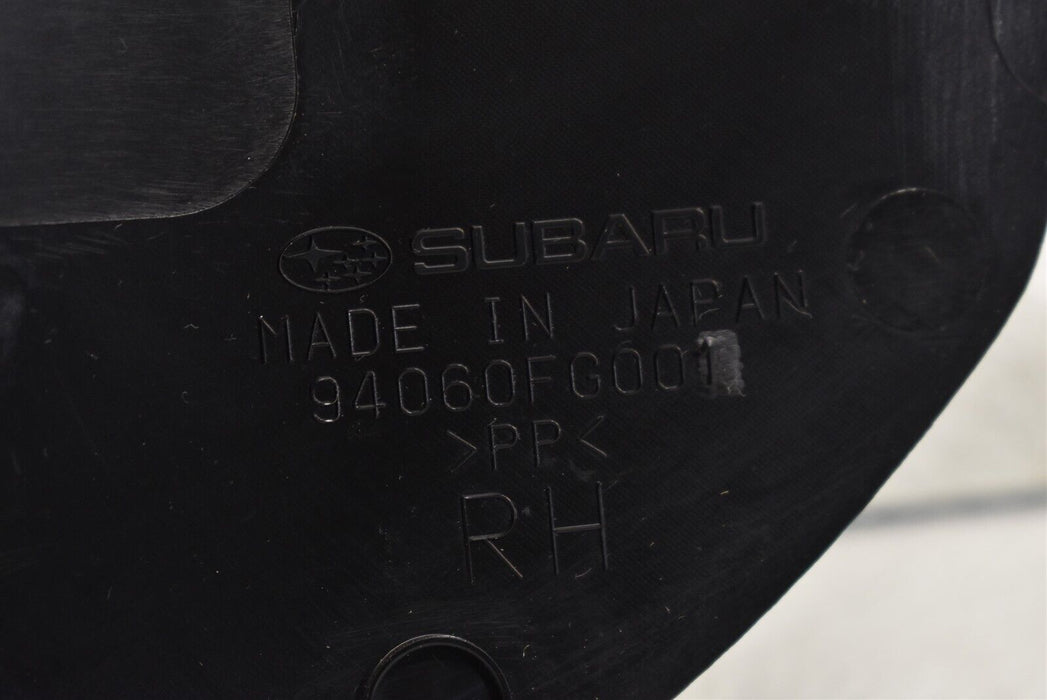 SUBARU
MADE IN JAPAN
94060FG001
>PP<
RH